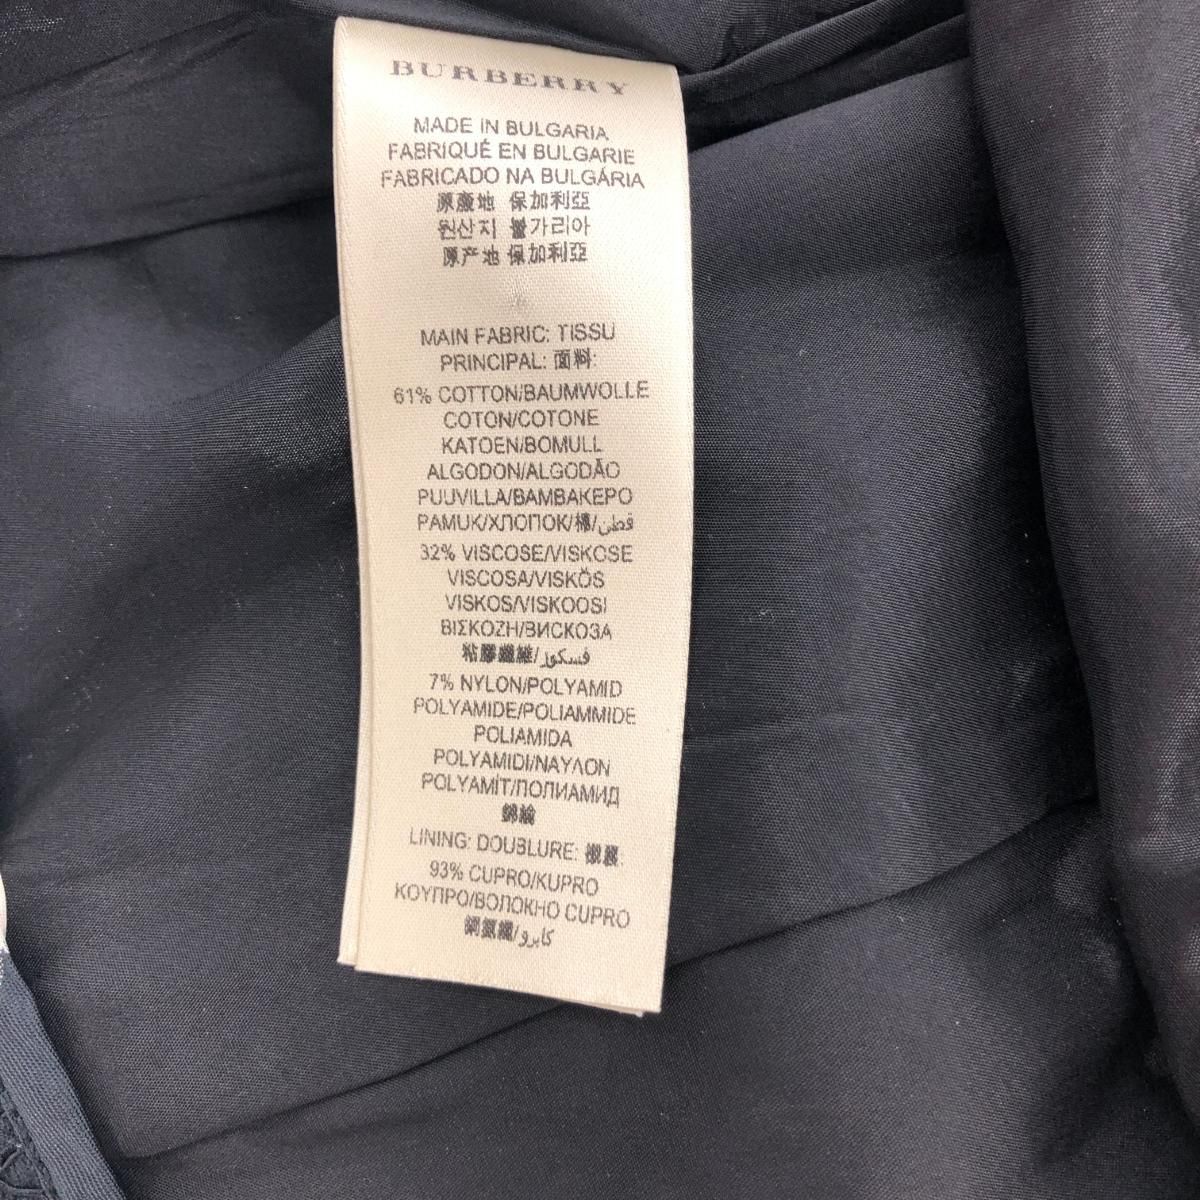 BURBERRY
MADE IN BULGARIA
FABRIQUÉ EN BULGARIE
FABRICADO NA BULGÁRIA
原產地 保加利亞
원산지 불가리아
原产地 保加利亞
MAIN FABRIC: TISSU
PRINCIPAL: 面料:
61% COTTON/BAUMWOLLE
COTON/COTONE
KATOEN/BOMULL
ALGODON/ALGODÃO
PUUVILLA/BAMBAKEPO
PAMUK/ХЛОПОК/棉/قطن
32% VISCOSE/VISKOSE
VISCOSA/VISKÓS
VISKOS/VISKOOSI
ΒΙΣΚΟΖΗ/ВИСКОЗА
粘膠纖維/فسكوز
7% NYLON/POLYAMID
POLYAMIDE/POLIAMMIDE
POLIAMIDA
POLYAMIDI/ΝΑΥΛΟΝ
POLYAMÍT/ПОЛИАМИД
錦綸
LINING: DOUBLURE: 襯裏:
93% CUPRO/KUPRO
ΚΟΥΠΡΟ/ВОЛОКНО CUPRO
銅氨纖/كابرو